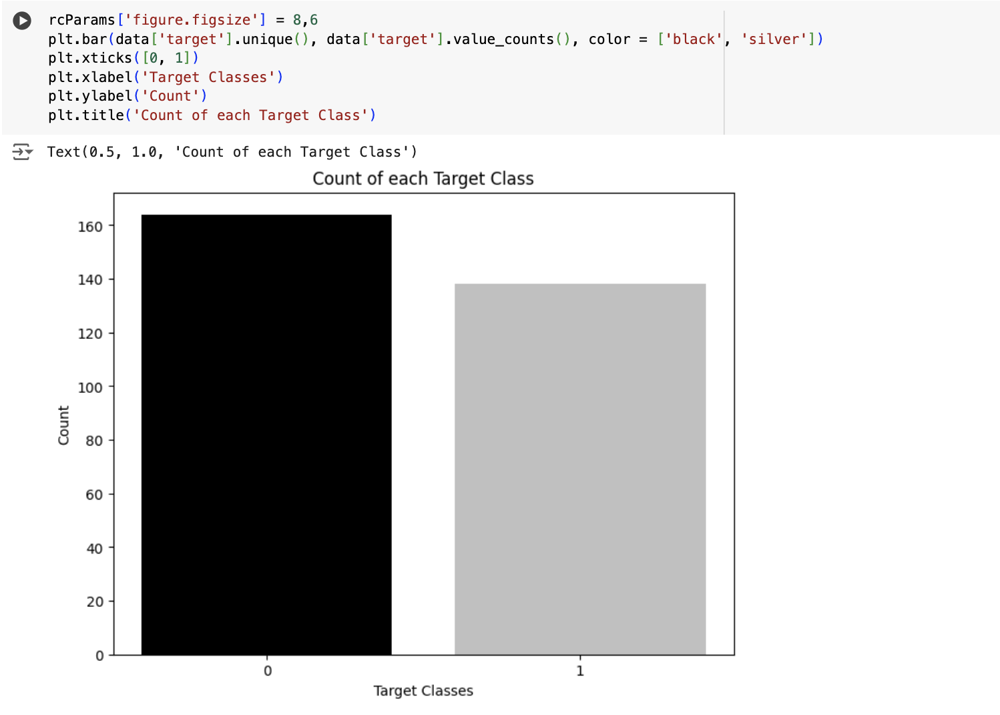 rcParams['figure.figsize'] = 8,6
plt.bar(data['target'].unique(), data['target'].value_counts(), color = ['black', 'silver'])
plt.xticks([0, 1])
plt.xlabel('Target Classes')
plt.ylabel('Count')
plt.title('Count of each Target Class')
Text(0.5, 1.0, 'Count of each Target Class')
Count of each Target Class
160
140
120
100
80
60
40
20
0
Count
0 1
Target Classes